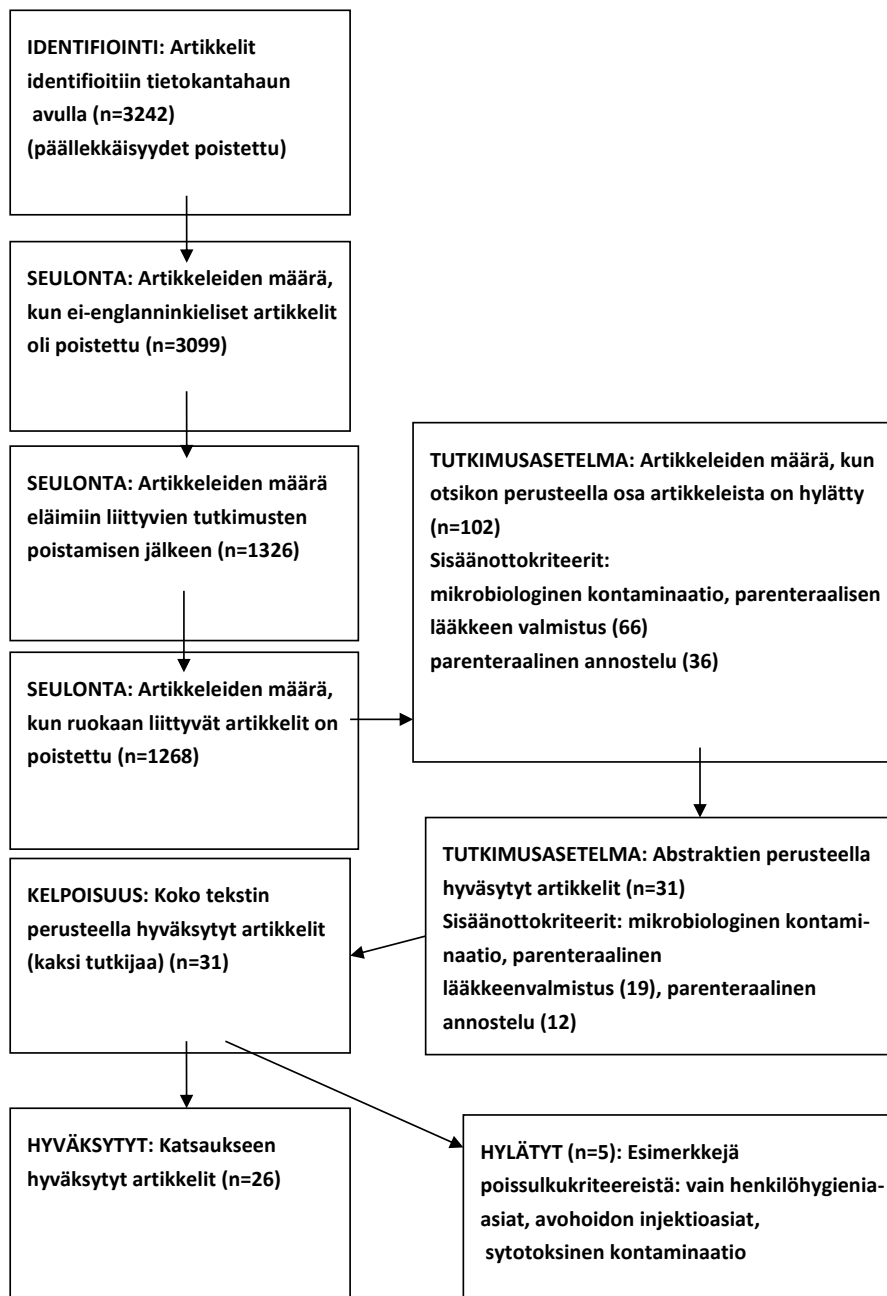 IDENTIFIOINTI: Artikkelit
identifioitiin tietokantahaun
avulla (n=3242)
(päällekkäisyydet poistettu)
SEULONTA: Artikkeleiden määrä,
kun ei-englanninkieliset artikkelit
oli poistettu (n=3099)
SEULONTA: Artikkeleiden määrä
eläimiin liittyvien tutkimusten
poistamisen jälkeen (n=1326)
SEULONTA: Artikkeleiden määrä,
kun ruokaan liittyvät artikkelit on
poistettu (n=1268)
TUTKIMUSASETELMA: Artikkeleiden määrä, kun
otsikon perusteella osa artikkeleista on hylätty
(n=102)
Sisäänottokriteerit:
mikrobiologinen kontaminaatio, parenteraalisen
lääkkeen valmistus (66)
parenteraalinen annostelu (36)
TUTKIMUSASETELMA: Abstraktien perusteella
hyväsytyt artikkelit (n=31)
Sisäänottokriteerit: mikrobiologinen kontami-
naatio, parenteraalinen
lääkkeenvalmistus (19), parenteraalinen
annostelu (12)
KELPOISUUS: Koko tekstin
perusteella hyväksytyt artikkelit
(kaksi tutkijaa) (n=31)
HYVÄKSYTYT: Katsaukseen
hyväksytyt artikkelit (n=26)
HYLÄTYT (n=5): Esimerkkejä
poissulkukriteereistä: vain henkilöhygienia-
asiat, avohoidon injektioasiat,
sytotoksinen kontaminaatio